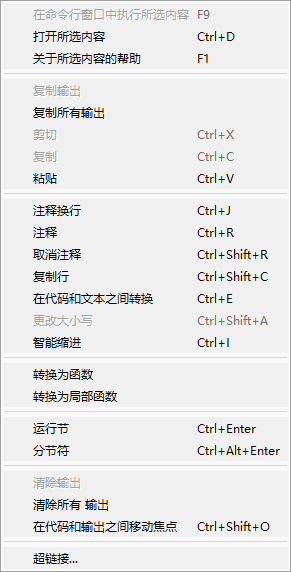 在命令行窗口中执行所选内容 F9
打开所选内容 Ctrl+D
关于所选内容的帮助 F1
复制输出
复制所有输出
剪切 Ctrl+X
复制 Ctrl+C
粘贴 Ctrl+V
注释换行 Ctrl+J
注释 Ctrl+R
取消注释 Ctrl+Shift+R
复制行 Ctrl+Shift+C
在代码和文本之间转换 Ctrl+E
更改大小写 Ctrl+Shift+A
智能缩进 Ctrl+I
转换为函数
转换为局部函数
运行节 Ctrl+Enter
分节符 Ctrl+Alt+Enter
清除输出
清除所有 输出
在代码和输出之间移动焦点 Ctrl+Shift+O
超链接...